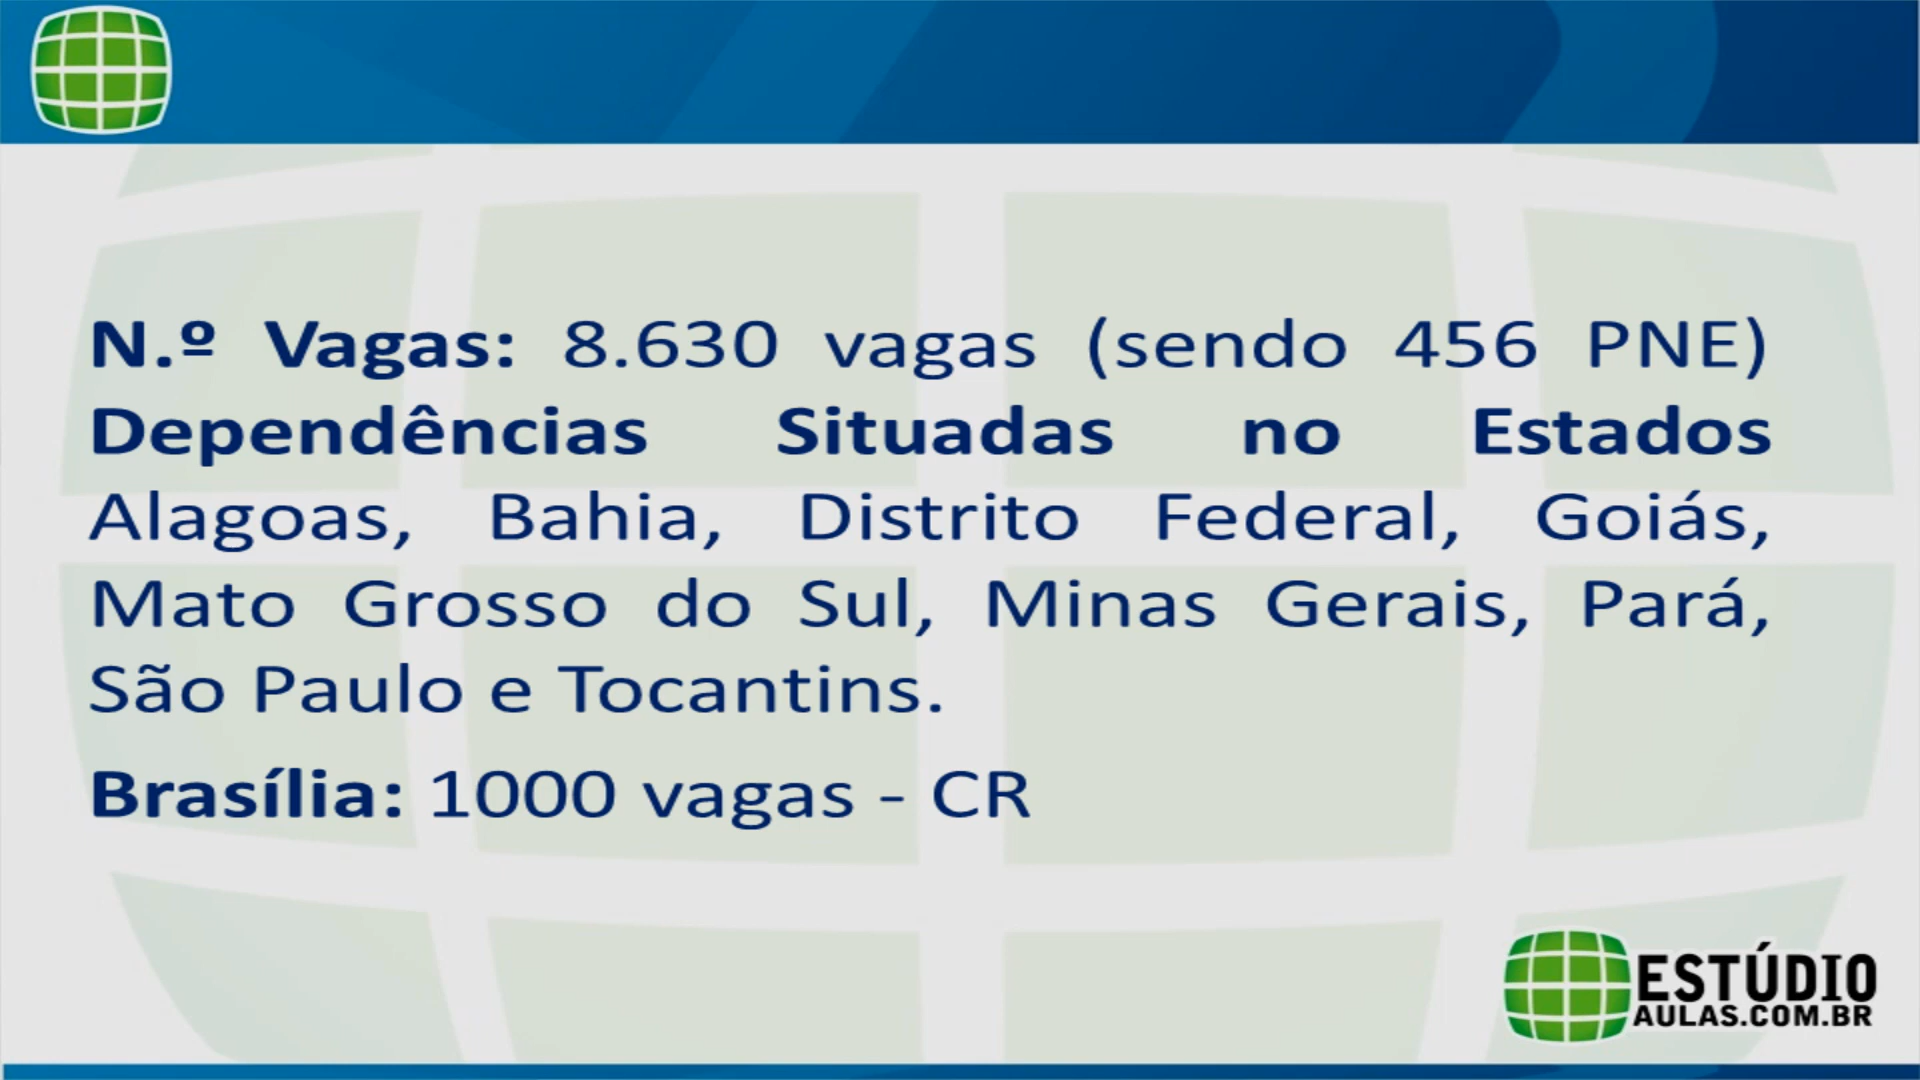 N.º Vagas: 8.630 vagas (sendo 456 PNE)
Dependências Situadas no Estados
Alagoas, Bahia, Distrito Federal, Goiás,
Mato Grosso do Sul, Minas Gerais, Pará,
São Paulo e Tocantins.
Brasília: 1000 vagas - CR
ESTÚDIO
AULAS.COM.BR